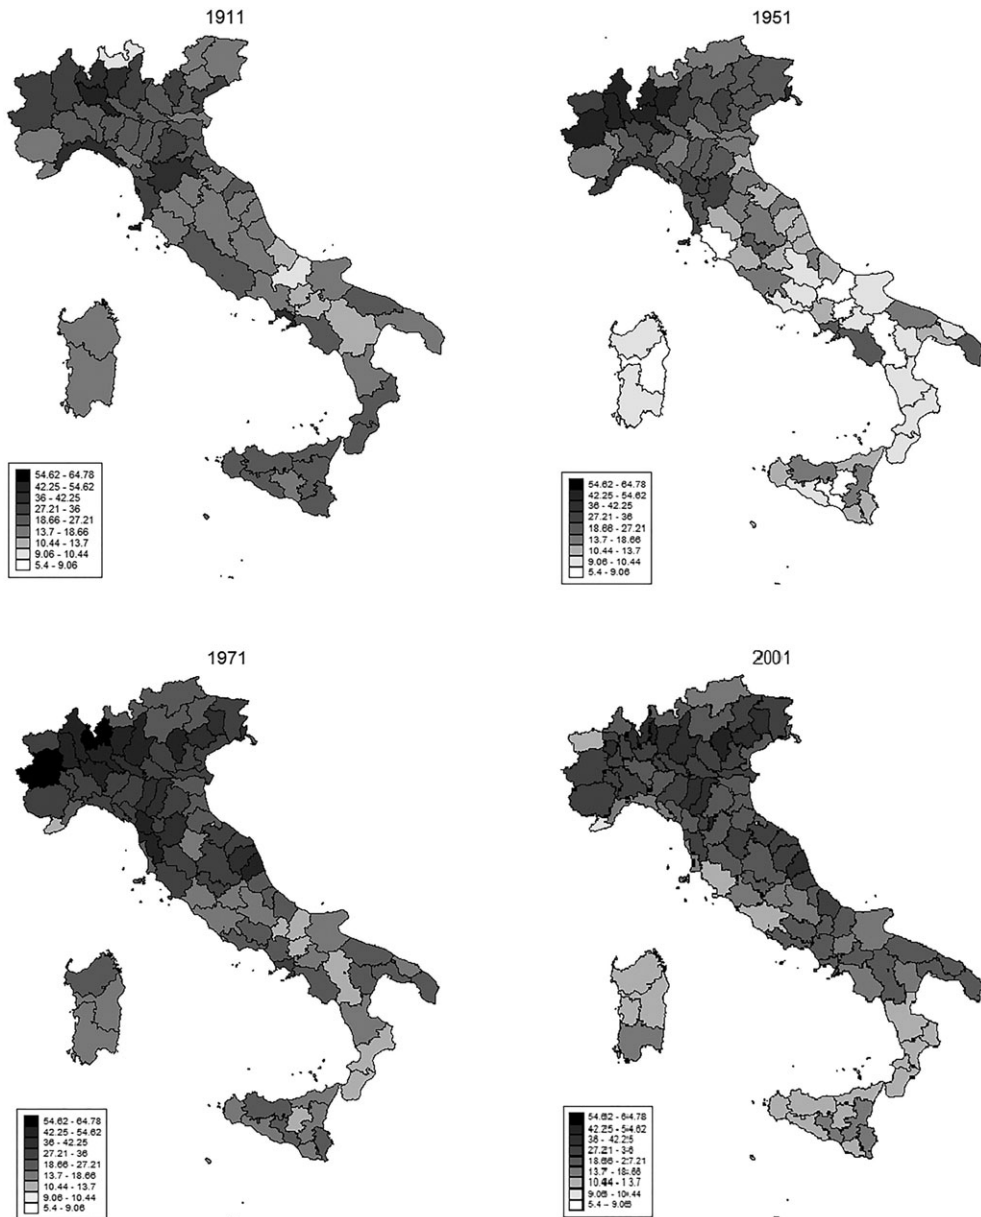 1911
1951
54.62 - 64.78
42.25 - 54.62
36 - 42.25
27.21 - 36
18.66 - 27.21
13.7 - 18.66
10.44 - 13.7
9.06 - 10.44
5.4 - 9.06
54.62 - 64.78
42.25 - 54.62
36 - 42.25
27.21 - 36
18.66 - 27.21
13.7 - 18.66
10.44 - 13.7
9.06 - 10.44
5.4 - 9.06
1971
2001
54.62 - 64.78
42.25 - 54.62
36 - 42.25
27.21 - 36
18.66 - 27.21
13.7 - 18.66
10.44 - 13.7
9.06 - 10.44
5.4 - 9.06
54.62 - 64.78
42.25 - 54.62
36 - 42.25
27.21 - 36
18.66 - 27.21
13.7 - 18.66
10.44 - 13.7
9.06 - 10.44
5.4 - 9.06